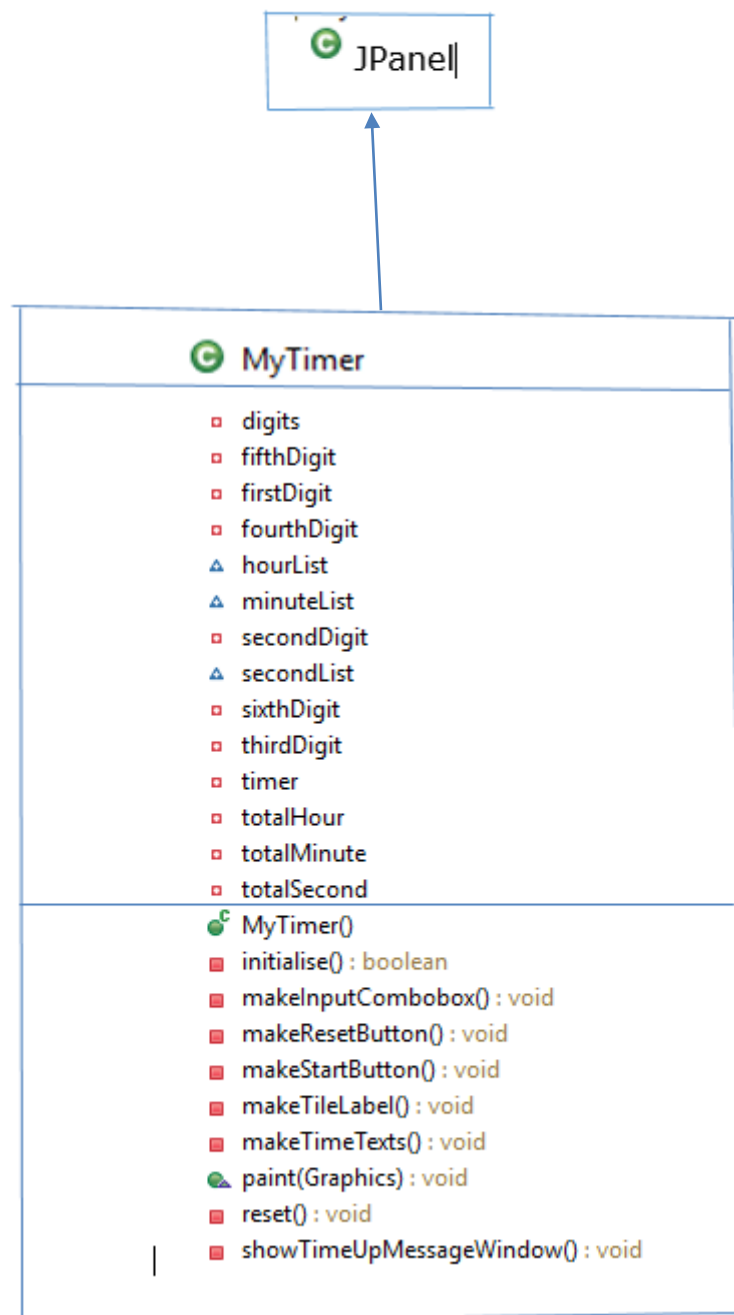 JPanel
MyTimer
digits
fifthDigit
firstDigit
fourthDigit
hourList
minuteList
secondDigit
secondList
sixthDigit
thirdDigit
timer
totalHour
totalMinute
totalSecond
MyTimer()
initialise() : boolean
makeInputCombobox() : void
makeResetButton() : void
makeStartButton() : void
makeTileLabel() : void
makeTimeTexts() : void
paint(Graphics) : void
reset() : void
showTimeUpMessageWindow() : void